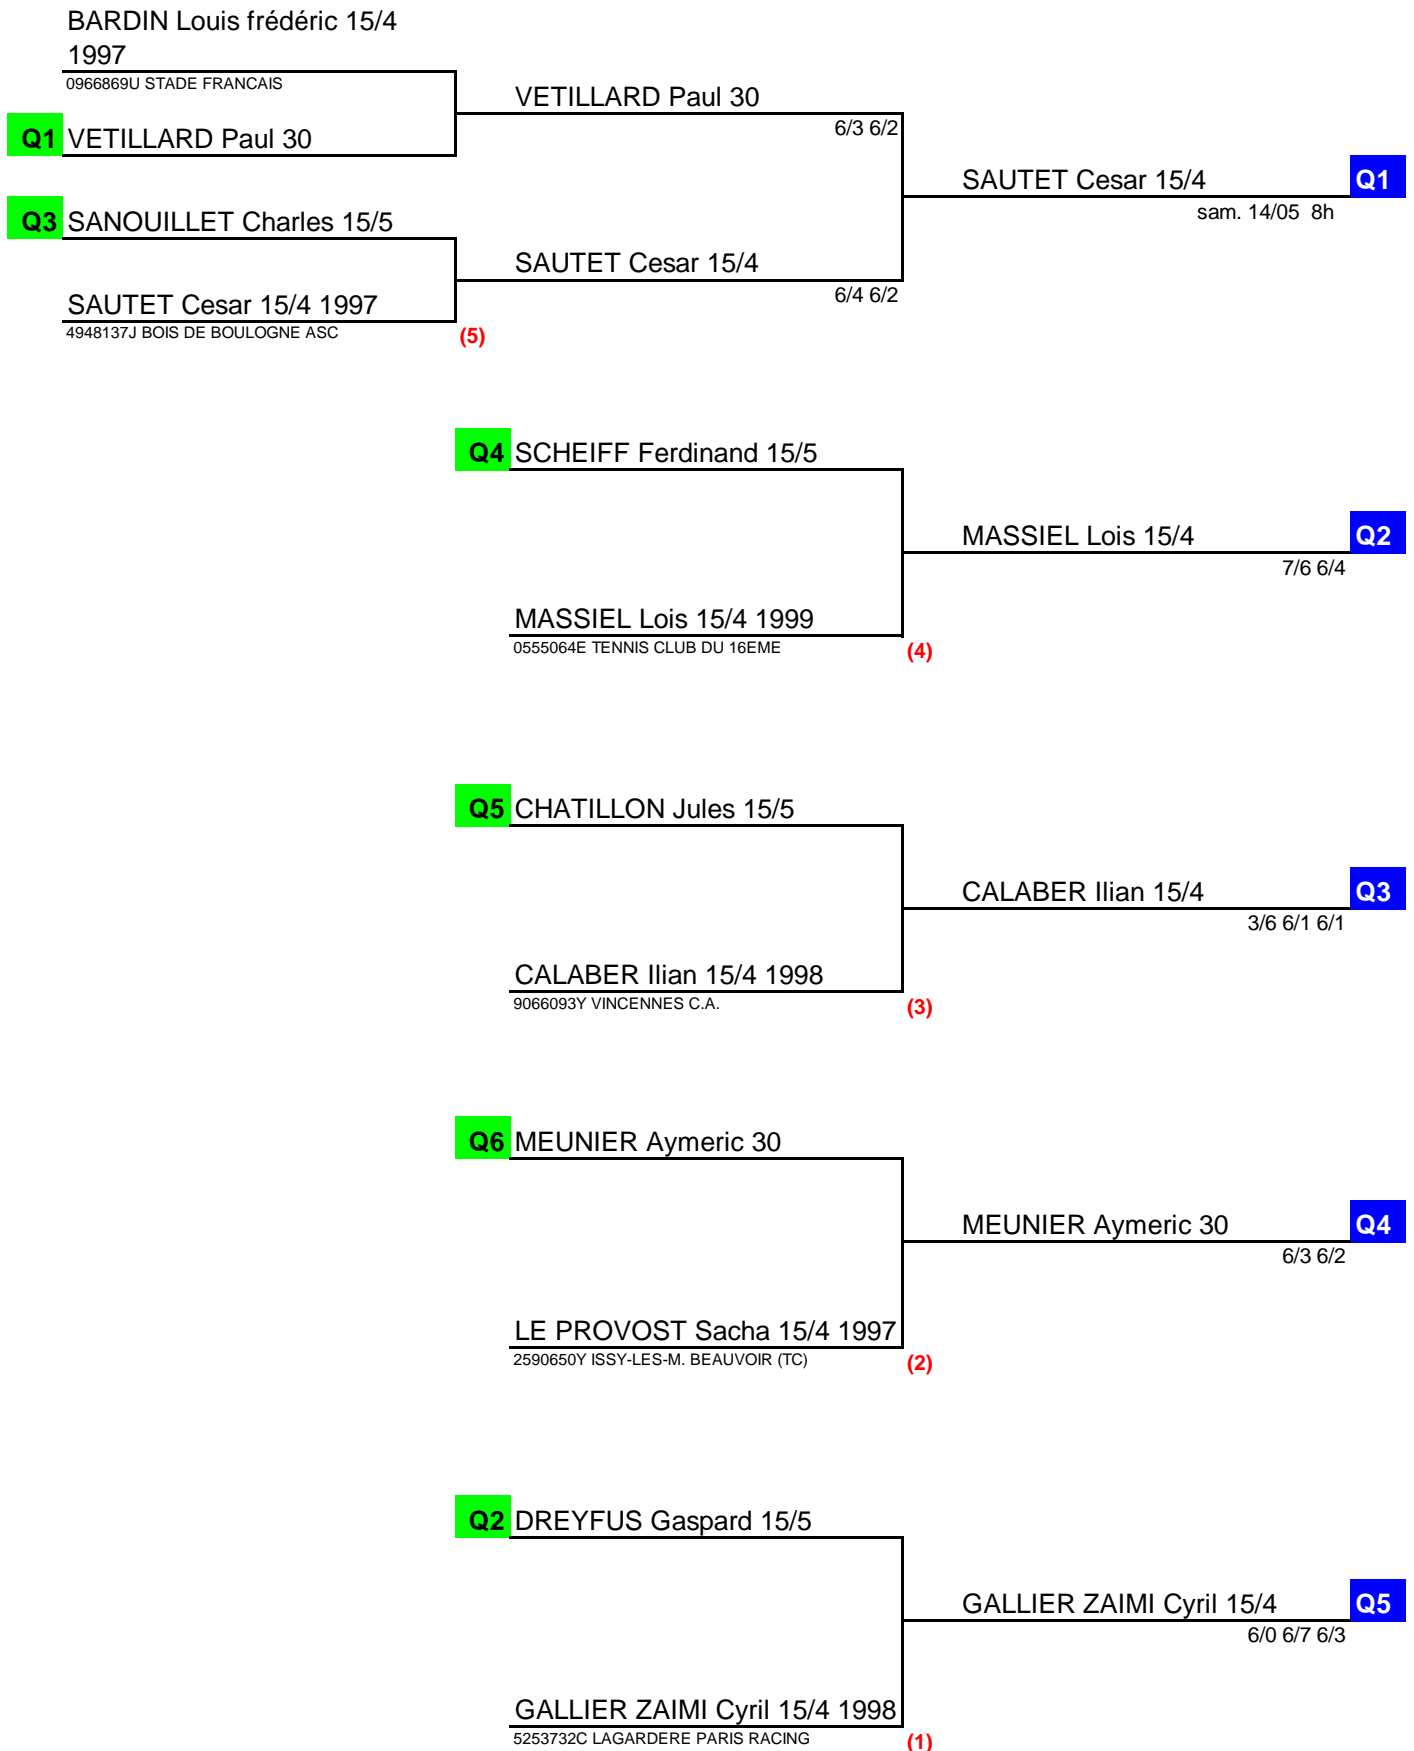 BARDIN Louis frédéric 15/4
1997
0966869U STADE FRANCAIS
VETILLARD Paul 30
6/3 6/2
Q1 VETILLARD Paul 30
SAUTET Cesar 15/4 Q1
sam. 14/05 8h
Q3 SANOUILLET Charles 15/5
SAUTET Cesar 15/4
6/4 6/2
SAUTET Cesar 15/4 1997
4948137J BOIS DE BOULOGNE ASC
(5)
Q4 SCHEIFF Ferdinand 15/5
MASSIEL Lois 15/4 Q2
7/6 6/4
MASSIEL Lois 15/4 1999
0555064E TENNIS CLUB DU 16EME
(4)
Q5 CHATILLON Jules 15/5
CALABER Ilian 15/4 Q3
3/6 6/1 6/1
CALABER Ilian 15/4 1998
9066093Y VINCENNES C.A.
(3)
Q6 MEUNIER Aymeric 30
MEUNIER Aymeric 30 Q4
6/3 6/2
LE PROVOST Sacha 15/4 1997
2590650Y ISSY-LES-M. BEAUVOIR (TC)
(2)
Q2 DREYFUS Gaspard 15/5
GALLIER ZAIMI Cyril 15/4 Q5
6/0 6/7 6/3
GALLIER ZAIMI Cyril 15/4 1998
5253732C LAGARDERE PARIS RACING
(1)